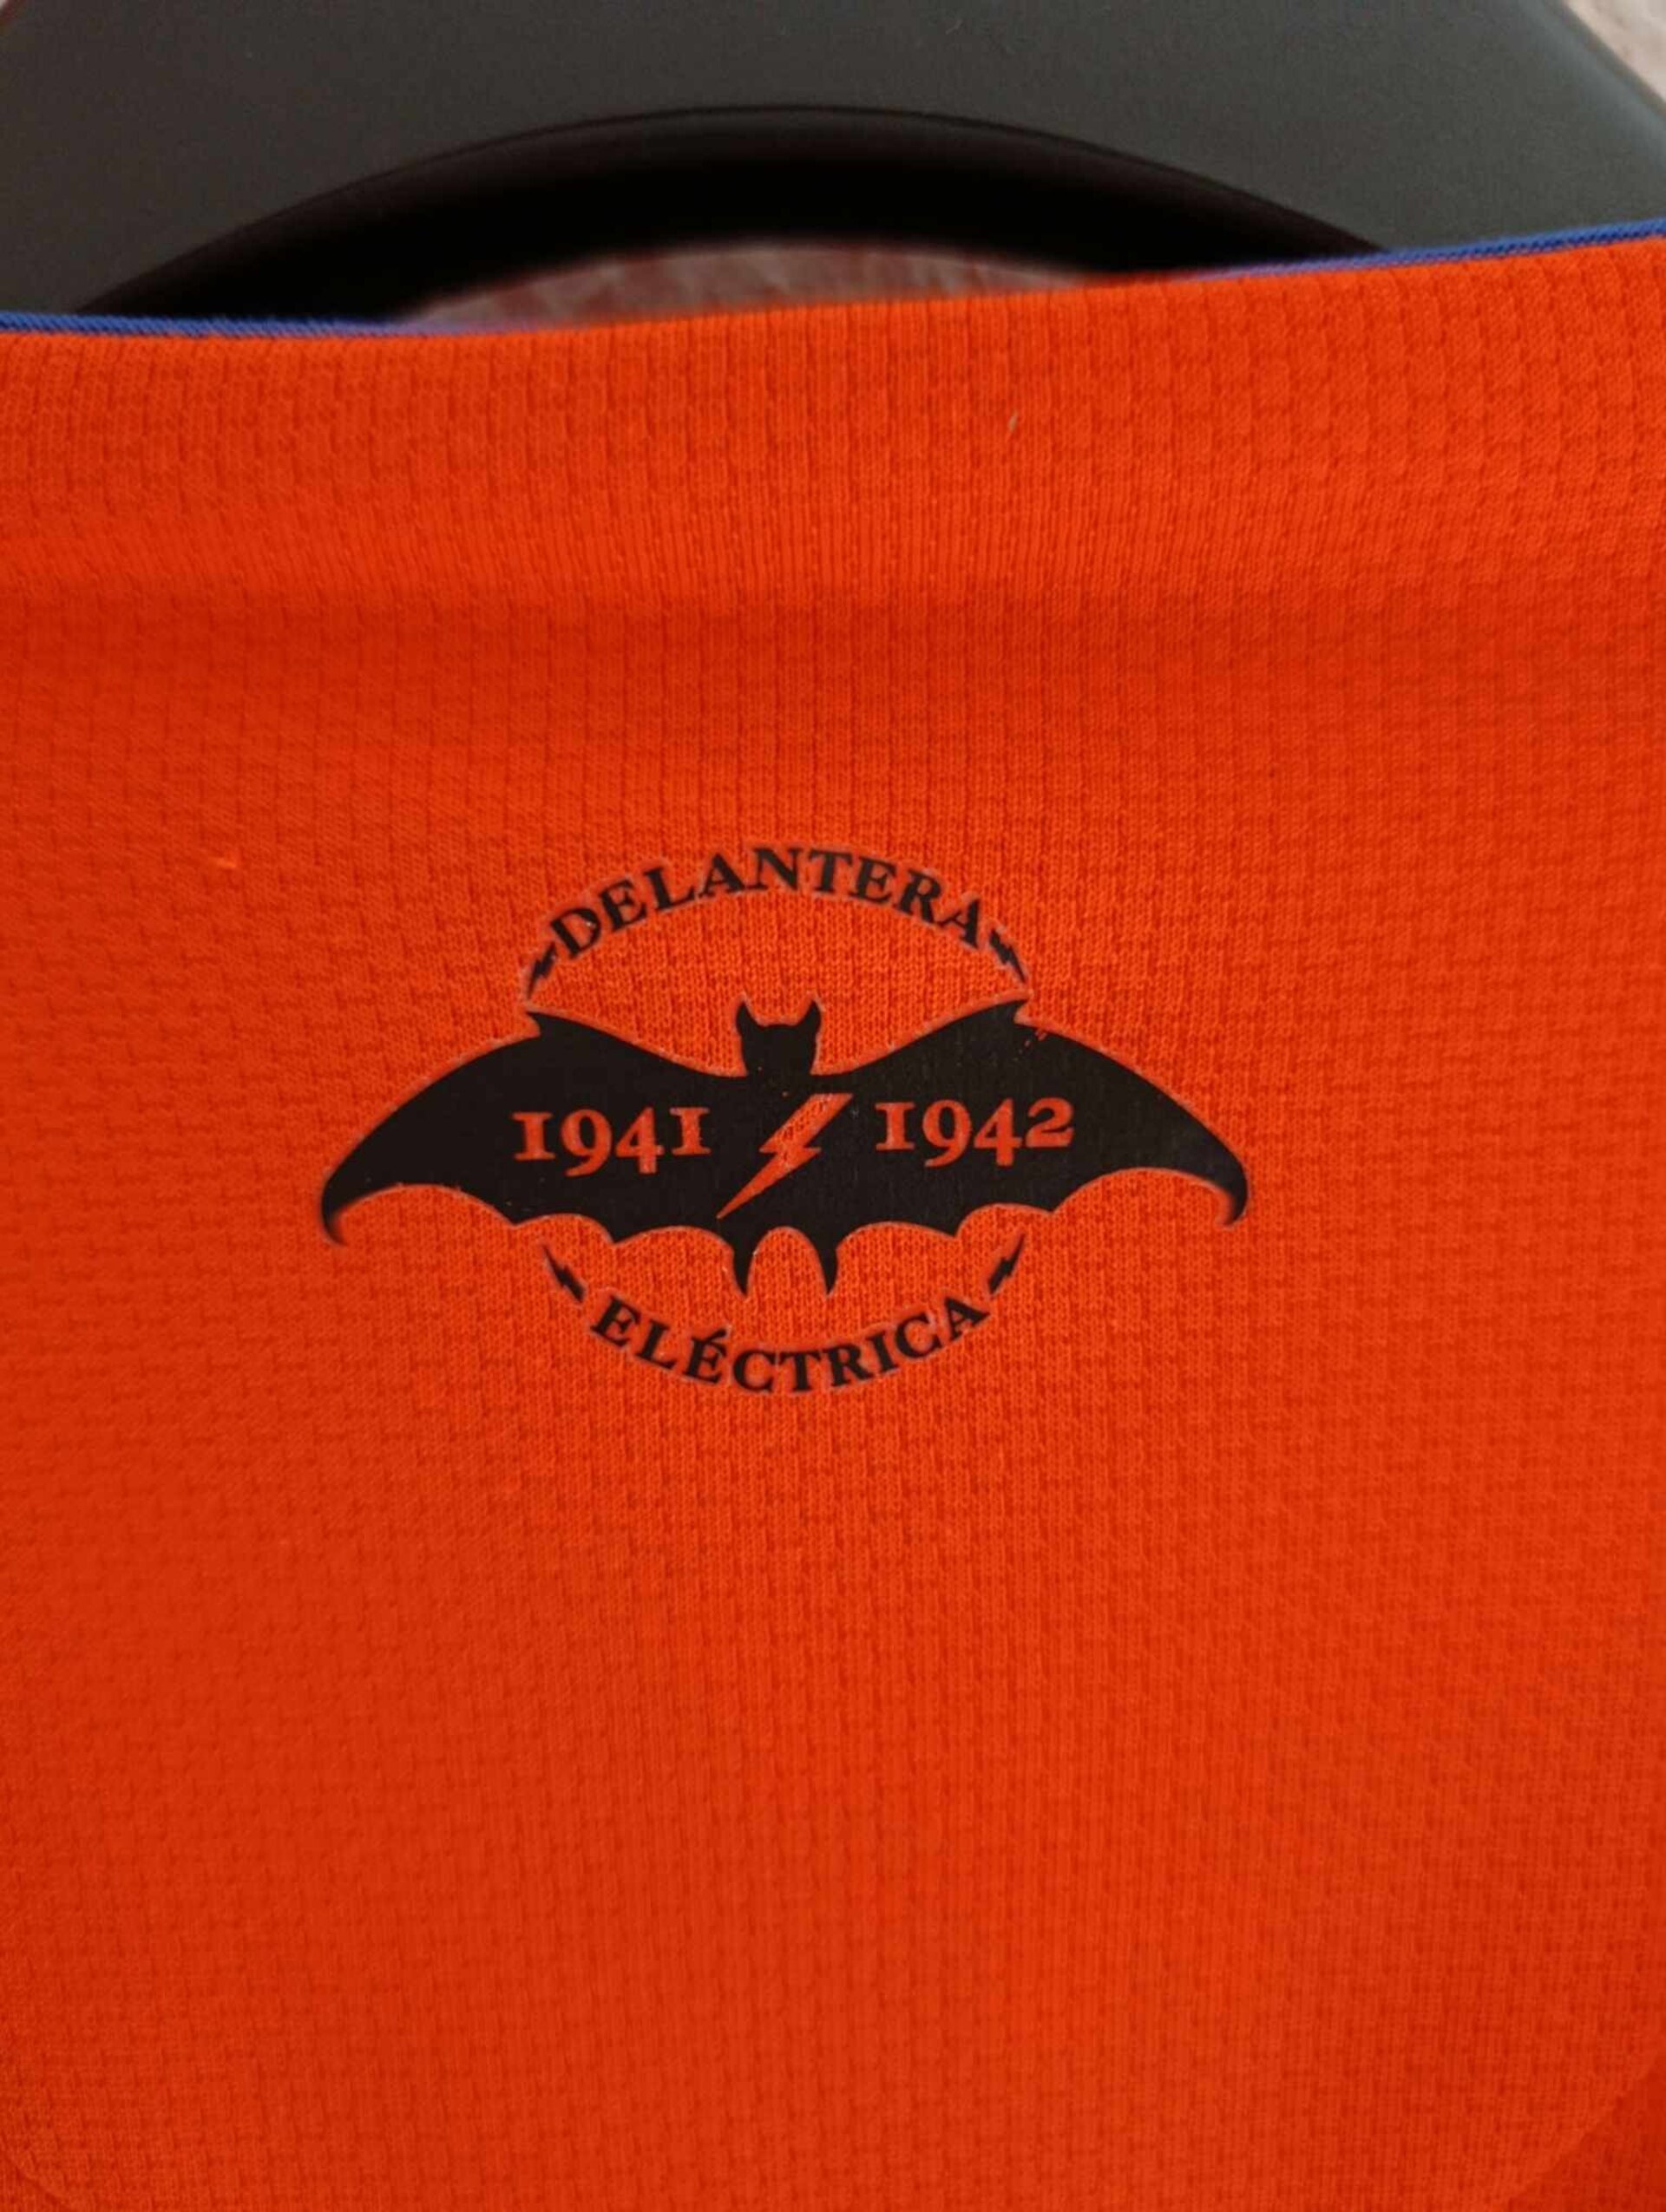 DELANTERA
1941 1942
ELÉCTRICA